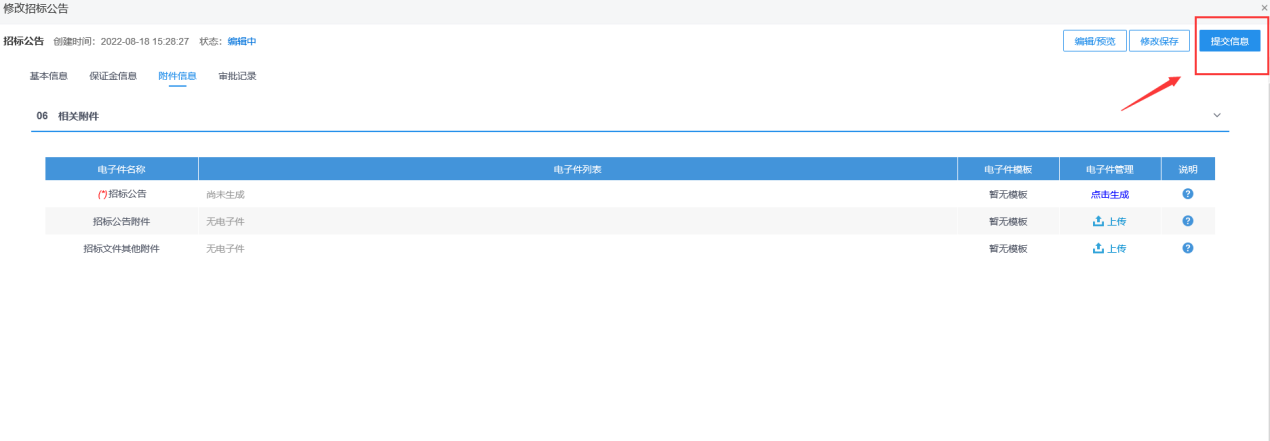 修改招标公告 ×
招标公告 创建时间：2022-08-18 15:28:27 状态：编辑中 编辑/预览 修改保存 提交信息
基本信息 保证金信息 附件信息 审批记录
06 相关附件
电子件名称 电子件列表 电子件模板 电子件管理 说明
(*)招标公告 尚未生成 暂无模板 点击生成 ?
招标公告附件 无电子件 暂无模板 上传 ?
招标文件其他附件 无电子件 暂无模板 上传 ?